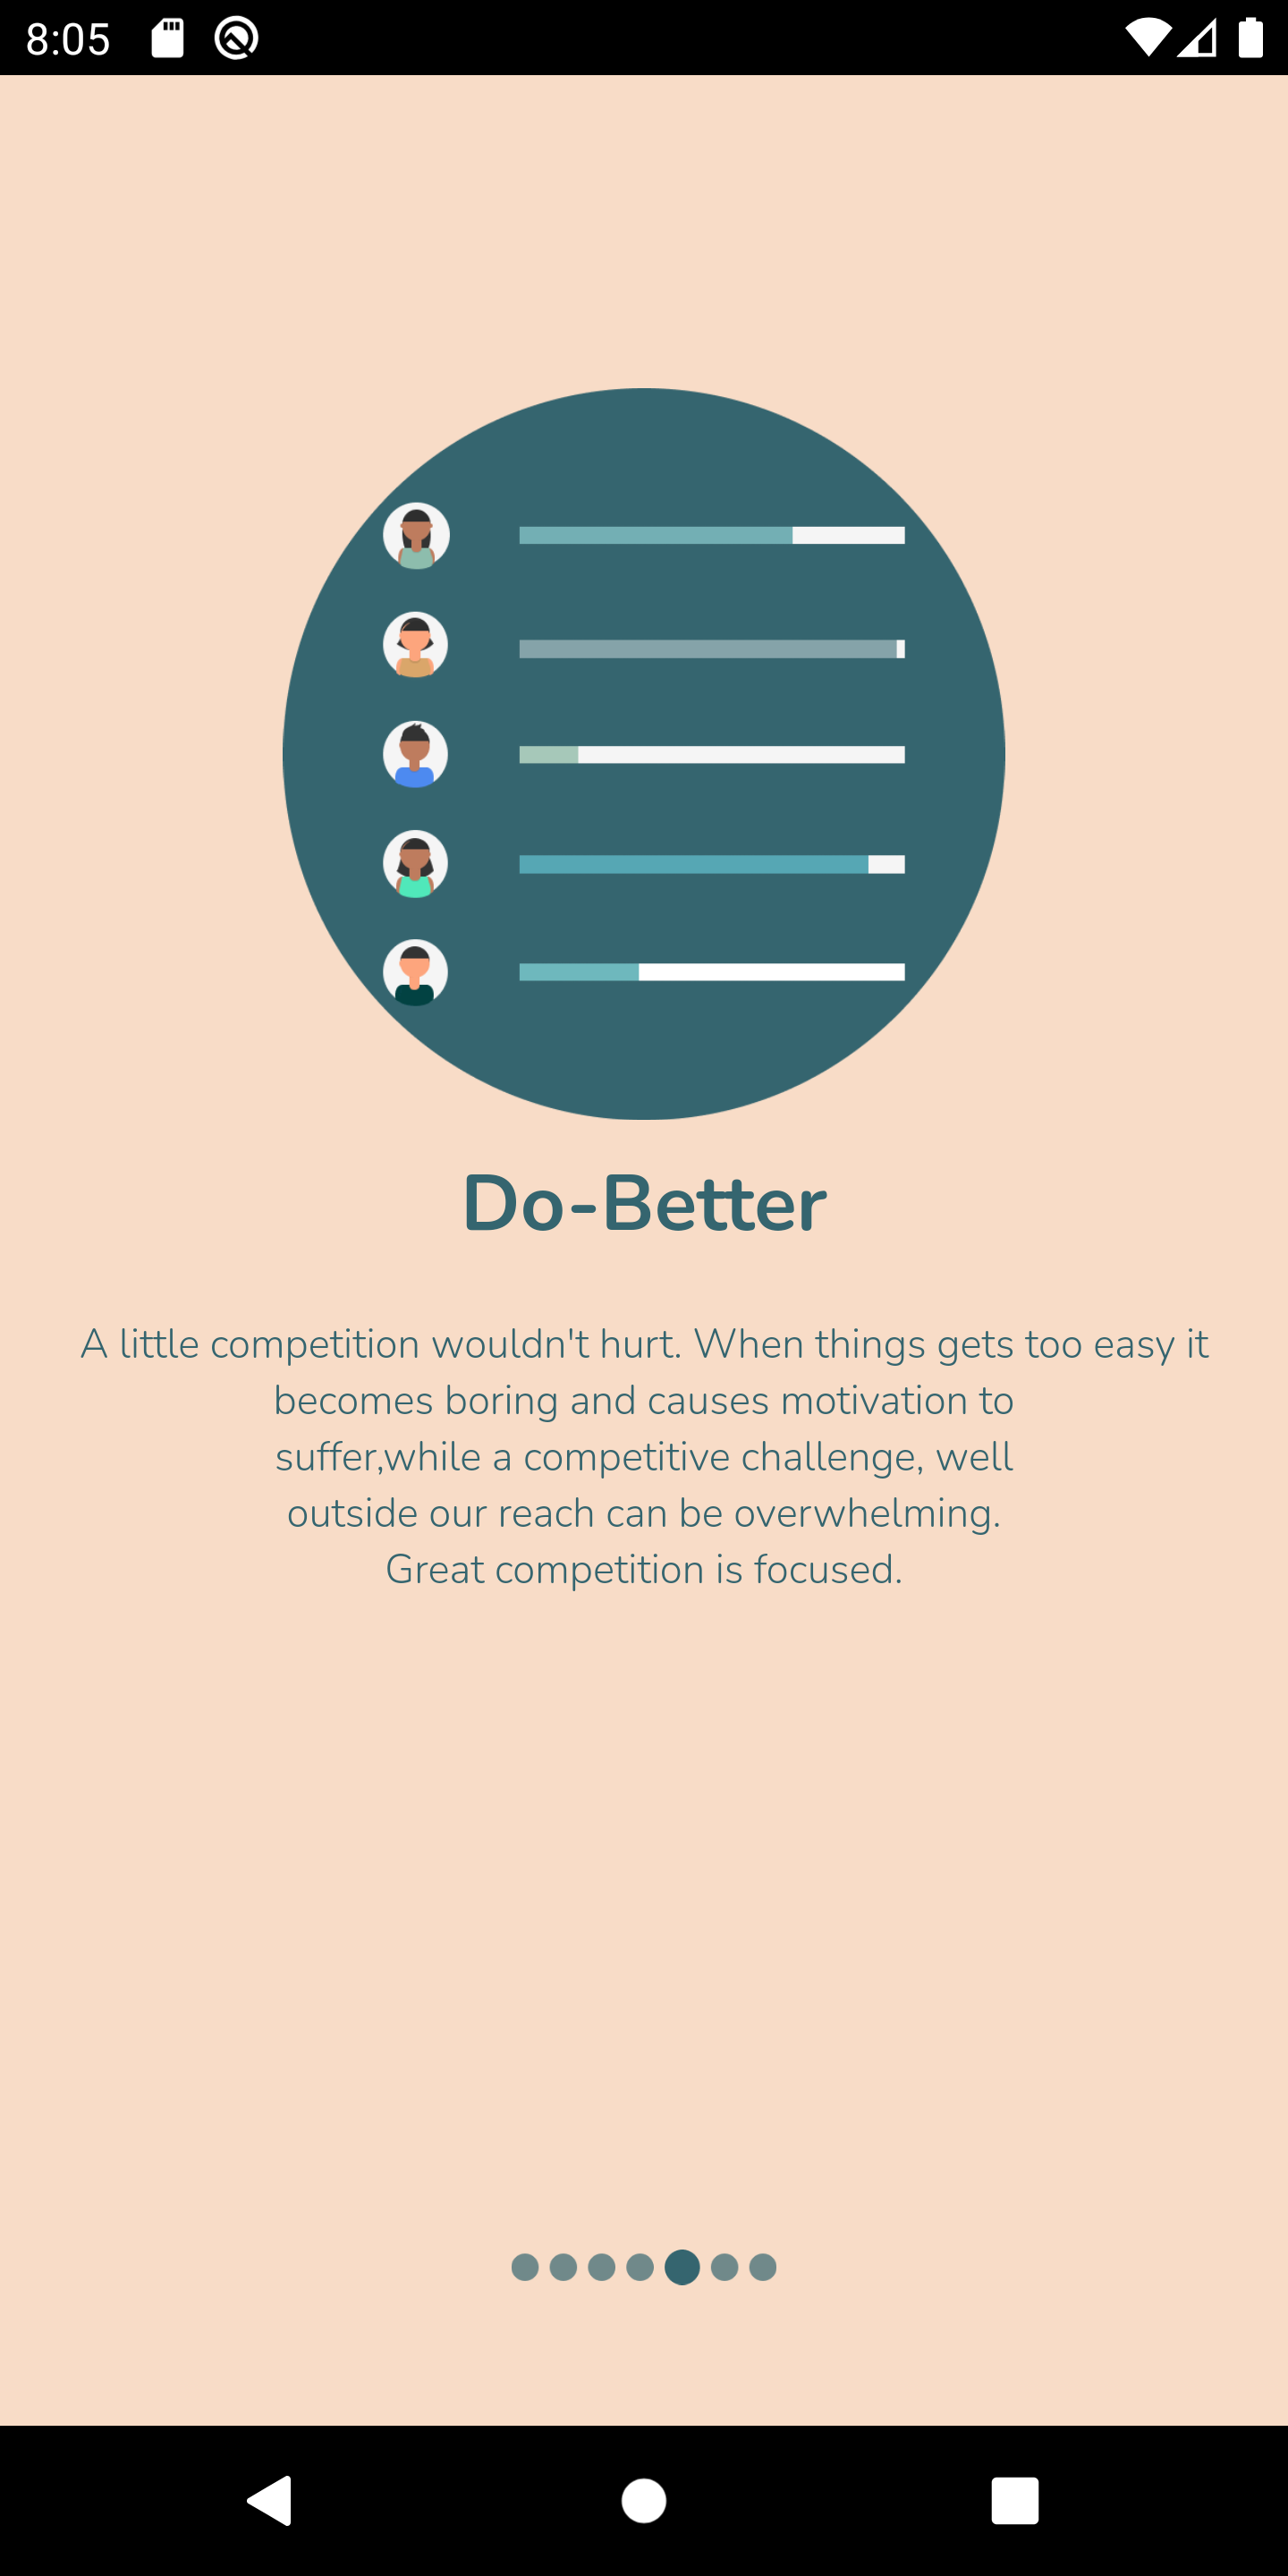 8:05
Do-Better
A little competition wouldn't hurt. When things gets too easy it
becomes boring and causes motivation to
suffer,while a competitive challenge, well
outside our reach can be overwhelming.
Great competition is focused.